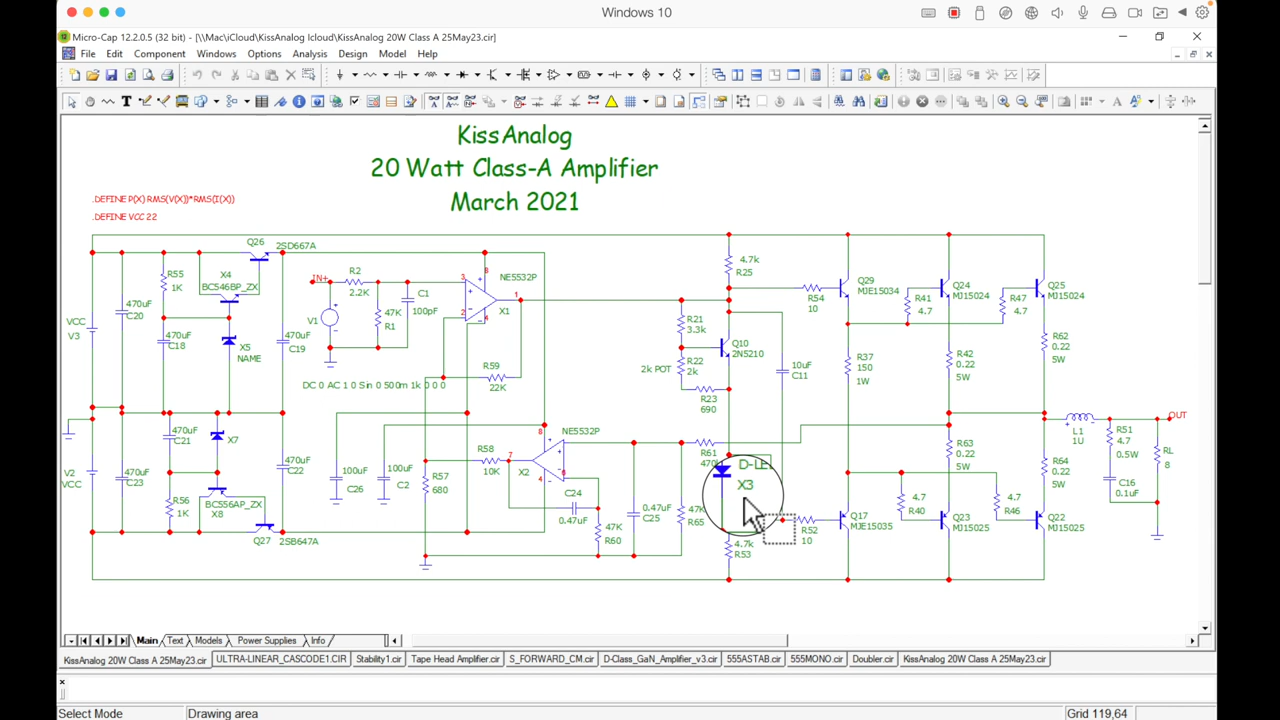 Windows 10
Micro-Cap 12.2.0.5 (32 bit) - [\\Mac\iCloud\KissAnalog Icloud\KissAnalog 20W Class A 25May23.cir]
File Edit Component Windows Options Analysis Design Model Help
KissAnalog
20 Watt Class-A Amplifier
March 2021
.DEFINE P(X) RMS(V(X))*RMS(I(X))
.DEFINE VCC 22
Q26
2SD667A
R55
1K
X4
BC546BP_ZX
470uF
C20
VCC
V3
470uF
C18
X5
NAME
470uF
C19
IN+
R2
2.2K
V1
47K
R1
C1
100pF
3
2
8
4
1
NE5532P
X1
R59
22K
DC 0 AC 1 0 Sin 0 500m 1k 0 0 0
4.7k
R25
R21
3.3k
Q10
2N5210
2k POT
R22
2k
R23
690
10uF
C11
R54
10
Q29
MJE15034
R41
4.7
Q24
MJ15024
R47
4.7
Q25
MJ15024
R37
150
1W
R42
0.22
5W
R62
0.22
5W
470uF
C21
X7
V2
VCC
470uF
C23
R56
1K
BC556AP_ZX
X8
470uF
C22
Q27
2SB647A
100uF
C26
100uF
C2
R57
680
R58
10K
7
8
4
6
NE5532P
X2
C24
0.47uF
47K
R60
0.47uF
C25
47K
R65
R61
D-LE
X3
4.7k
R53
R52
10
Q17
MJE15035
4.7
R40
Q23
MJ15025
4.7
R46
Q22
MJ15025
R63
0.22
5W
R64
0.22
5W
L1
1U
R51
4.7
0.5W
C16
0.1uF
RL
8
OUT
Main Text Models Power Supplies Info
KissAnalog 20W Class A 25May23.cir ULTRA-LINEAR_CASCODE1.CIR Stability1.cir Tape Head Amplifier.cir S_FORWARD_CM.cir D-Class_GaN_Amplifier_v3.cir 555ASTAB.cir 555MONO.cir Doubler.cir KissAnalog 20W Class A 25May23.cir
Select Mode Drawing area Grid 119,64